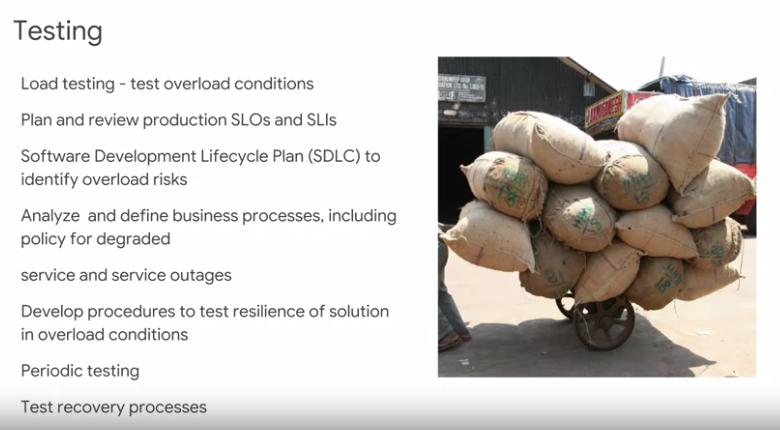 Testing
Load testing - test overload conditions
Plan and review production SLOs and SLIs
Software Development Lifecycle Plan (SDLC) to
identify overload risks
Analyze and define business processes, including
policy for degraded
service and service outages
Develop procedures to test resilience of solution
in overload conditions
Periodic testing
Test recovery processes